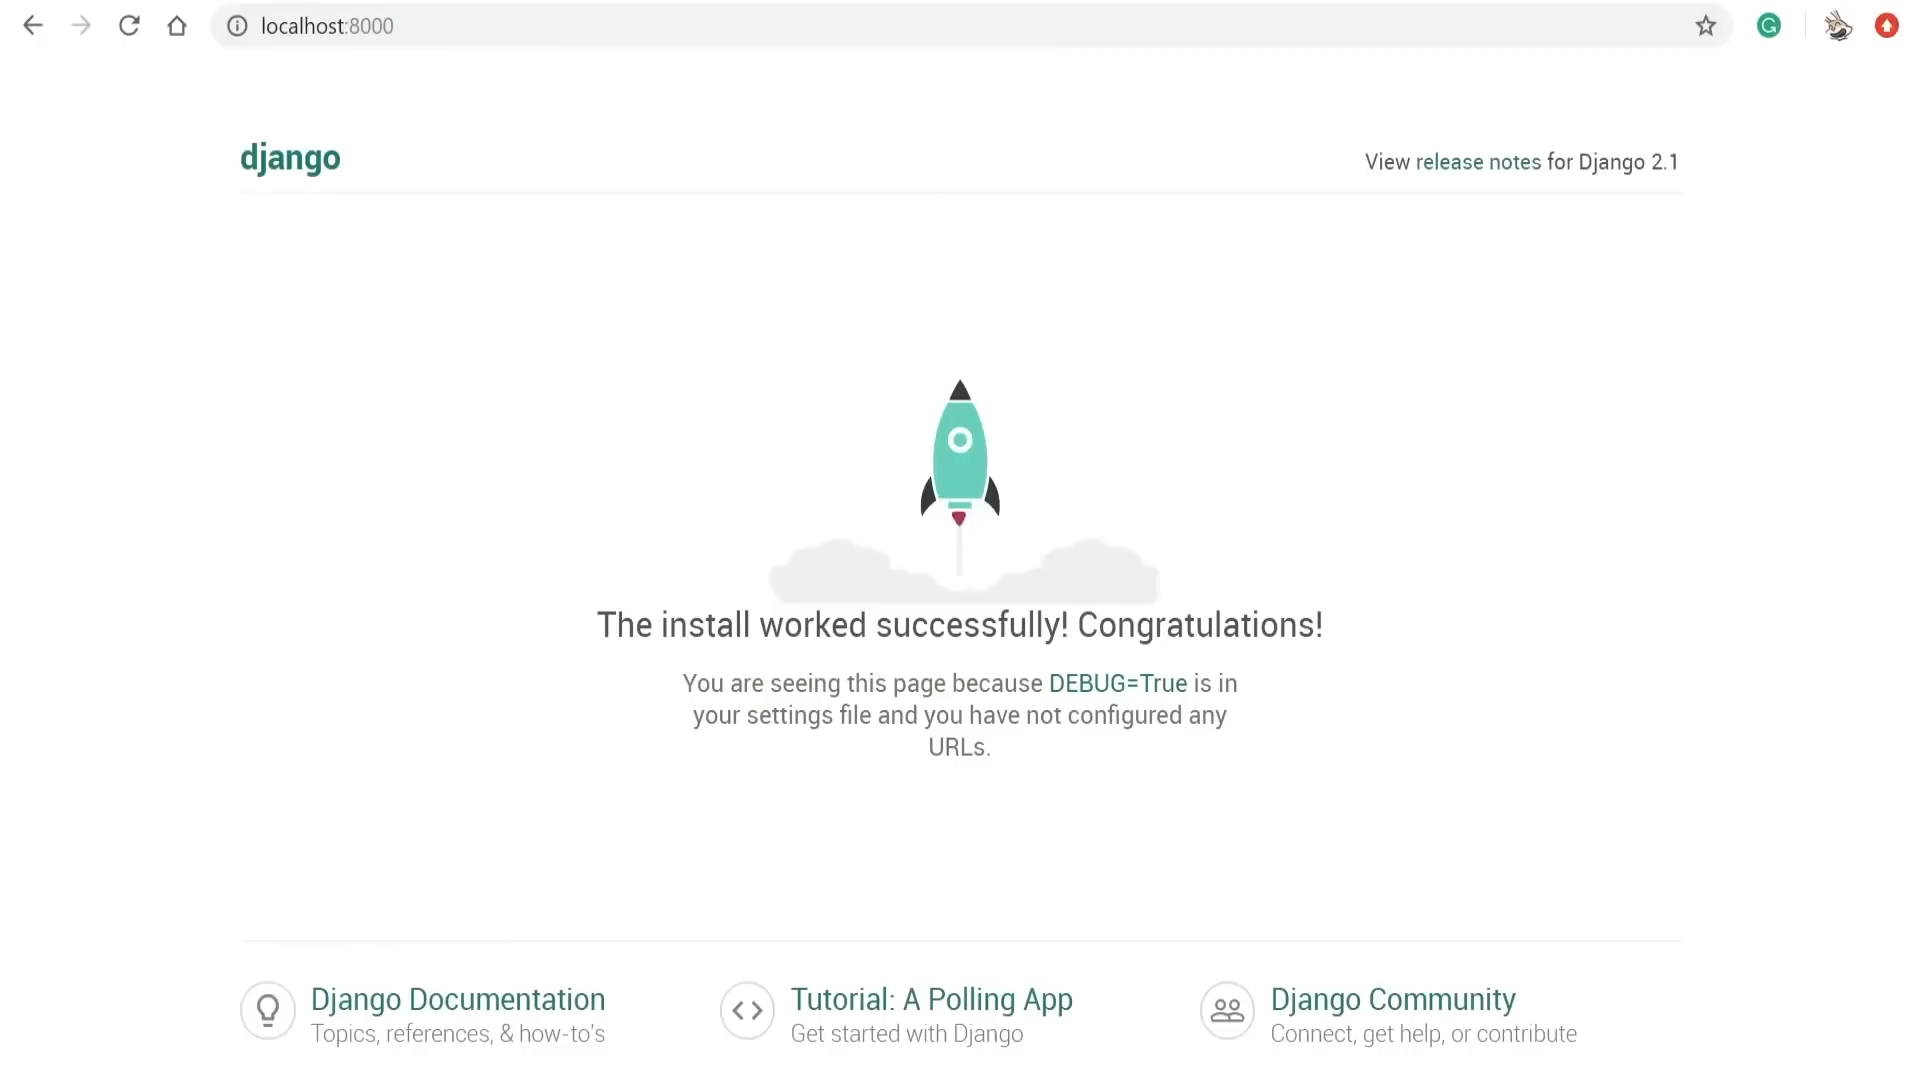 localhost:8000
django
View release notes for Django 2.1
The install worked successfully! Congratulations!
You are seeing this page because DEBUG=True is in
your settings file and you have not configured any
URLs.
Django Documentation
Topics, references, & how-to's
Tutorial: A Polling App
Get started with Django
Django Community
Connect, get help, or contribute